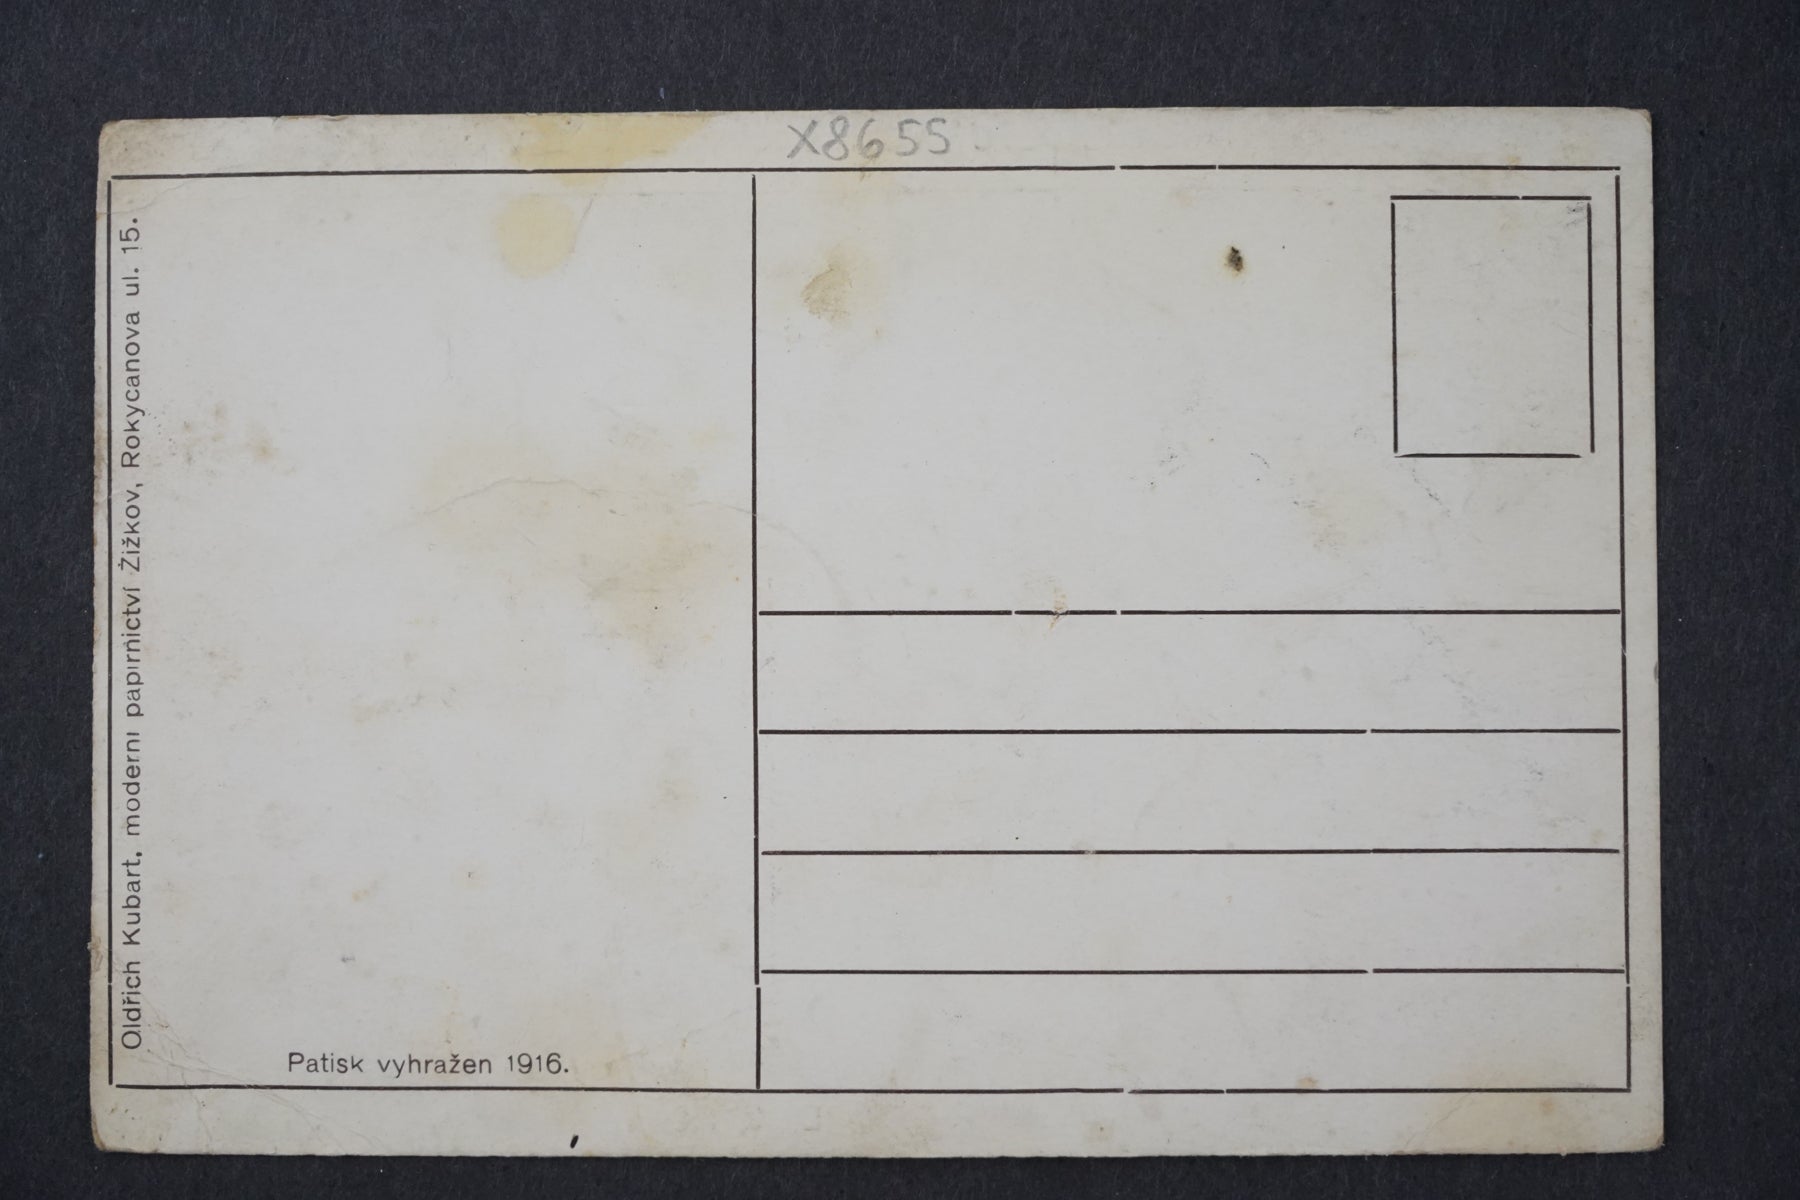 X8655
Oldřich Kubart, moderní papírnictví Žižkov, Rokycanova ul. 15.
Patisk vyhražen 1916.